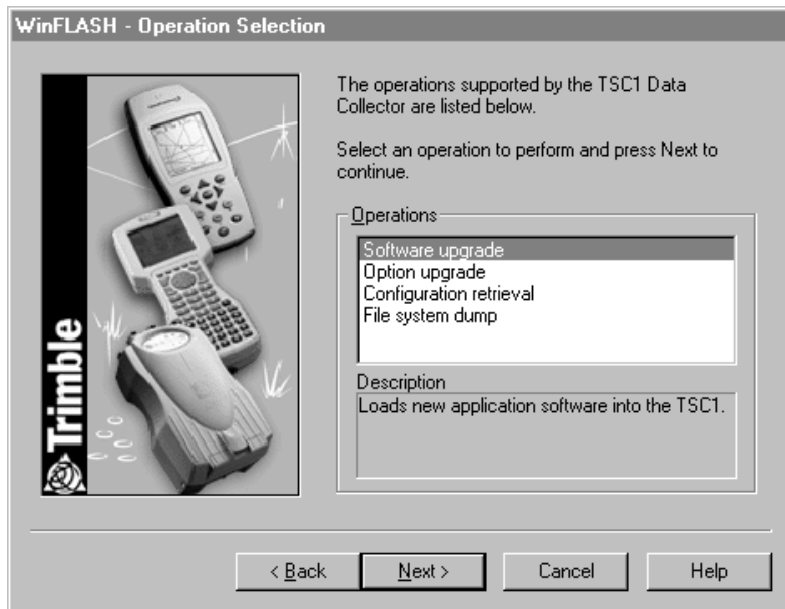 WinFLASH - Operation Selection
Trimble
The operations supported by the TSC1 Data
Collector are listed below.
Select an operation to perform and press Next to
continue.
Operations
Software upgrade
Option upgrade
Configuration retrieval
File system dump
Description
Loads new application software into the TSC1.
< Back
Next >
Cancel
Help